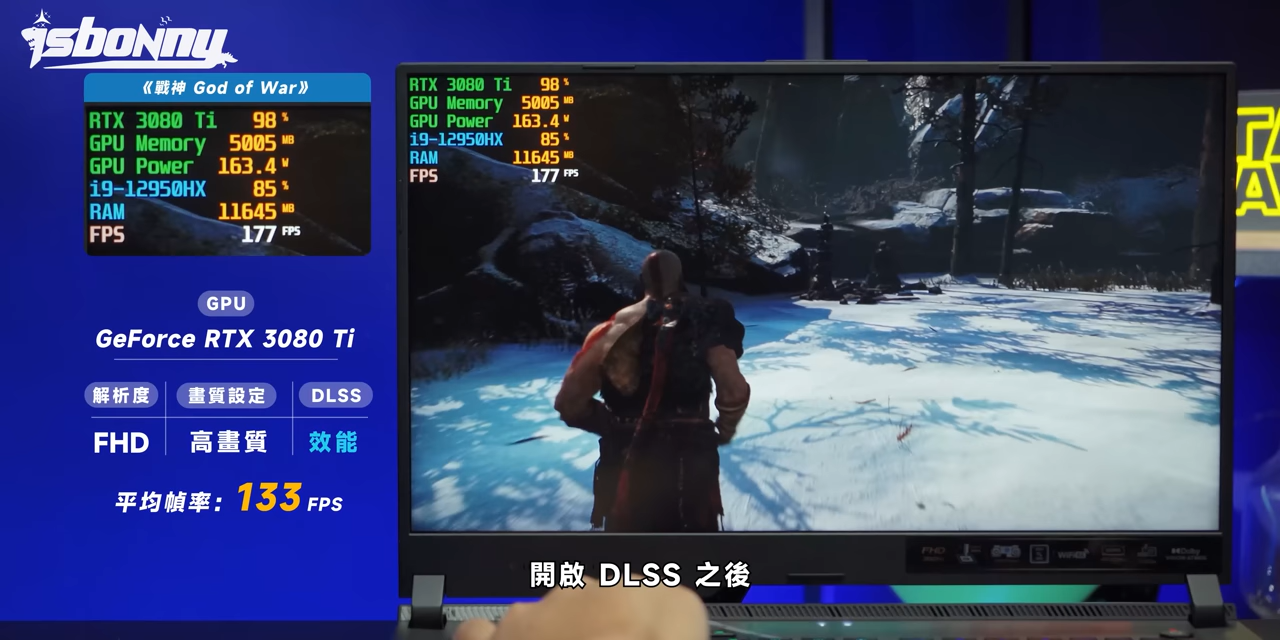 isbonny
《戰神 God of War》
RTX 3080 Ti 98 %
GPU Memory 5005 MB
GPU Power 163.4 W
i9-12950HX 85 %
RAM 11645 MB
FPS 177 FPS
GPU
GeForce RTX 3080 Ti
解析度 畫質設定 DLSS
FHD 高畫質 效能
平均幀率: 133 FPS
RTX 3080 Ti 98 %
GPU Memory 5005 MB
GPU Power 163.4 W
i9-12950HX 85 %
RAM 11645 MB
FPS 177 FPS
FHD
WiFi
Dolby
開啟 DLSS 之後